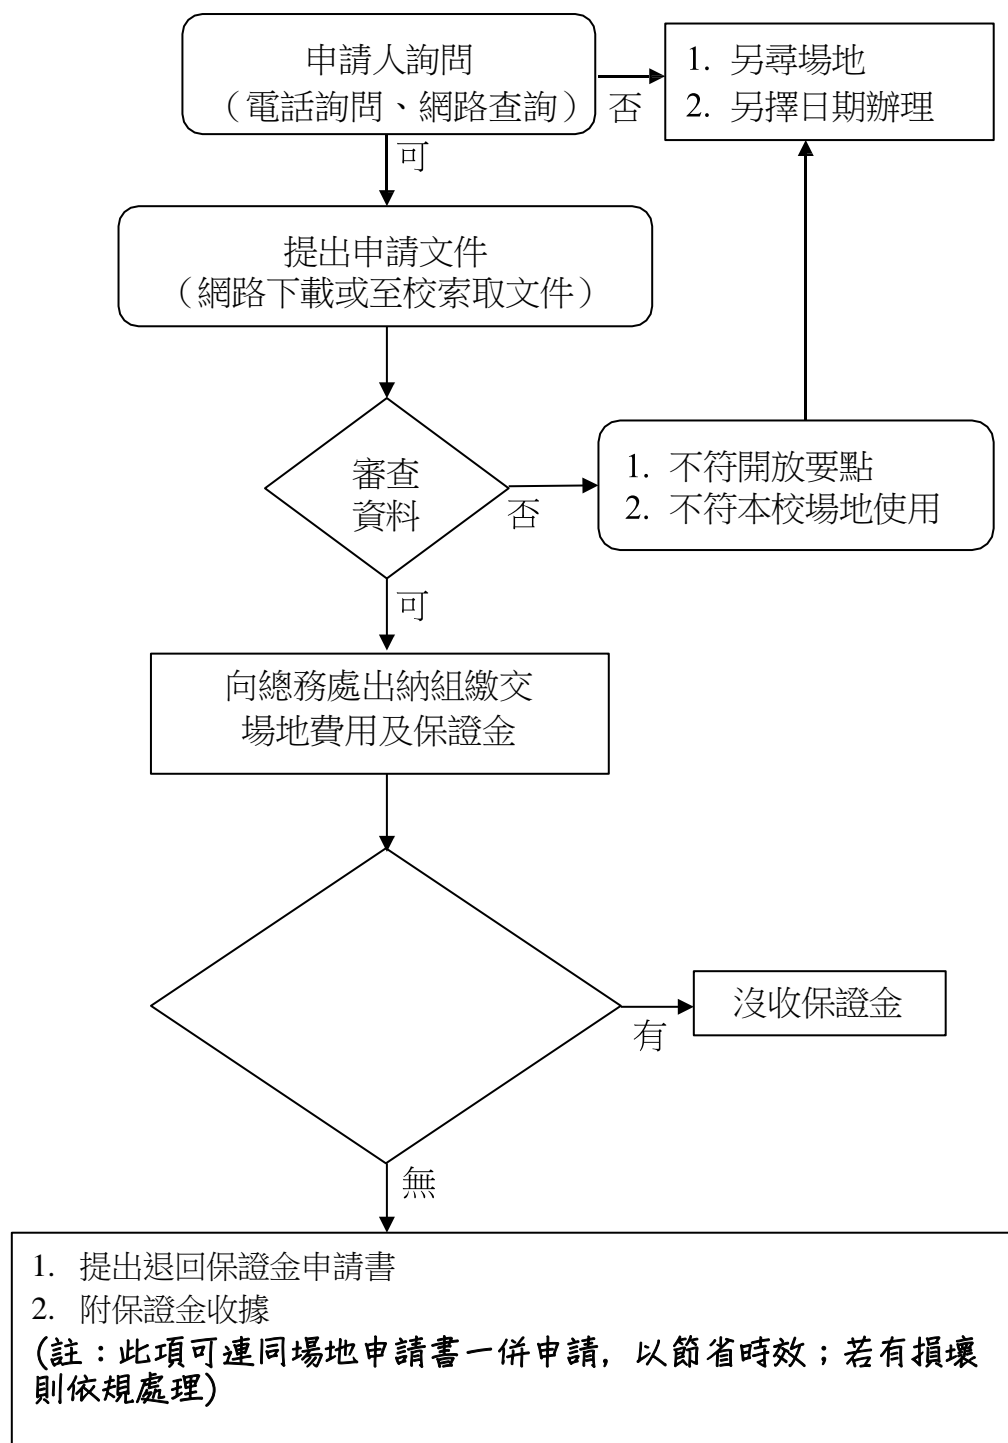 申請人詢問
（電話詢問、網路查詢）
否
1. 另尋場地
2. 另擇日期辦理
可
提出申請文件
（網路下載或至校索取文件）
審查
資料
否
1. 不符開放要點
2. 不符本校場地使用
可
向總務處出納組繳交
場地費用及保證金
有
沒收保證金
無
1. 提出退回保證金申請書
2. 附保證金收據
(註：此項可連同場地申請書一併申請，以節省時效；若有損壞
則依規處理)